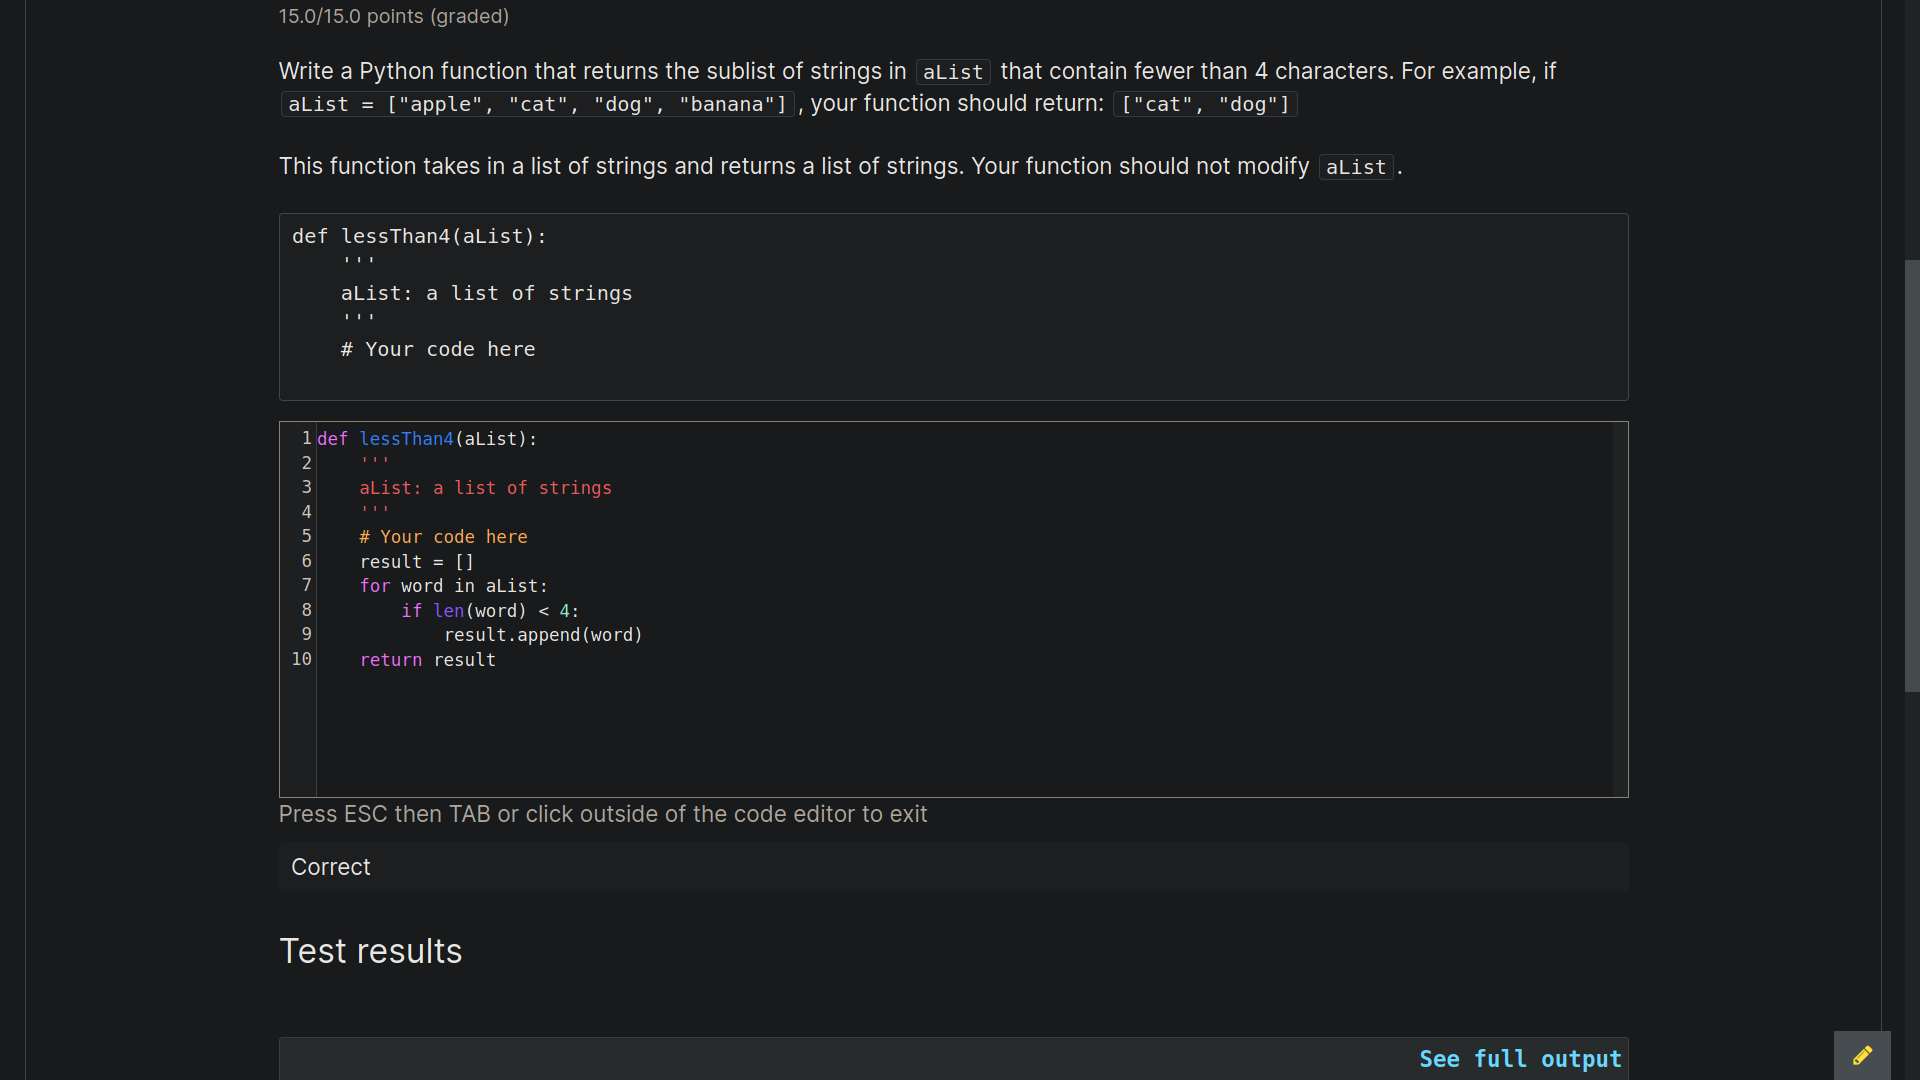 15.0/15.0 points (graded)
Write a Python function that returns the sublist of strings in aList that contain fewer than 4 characters. For example, if
aList = ["apple", "cat", "dog", "banana"], your function should return: ["cat", "dog"]
This function takes in a list of strings and returns a list of strings. Your function should not modify aList.
def lessThan4(aList):
    '''
    aList: a list of strings
    '''
    # Your code here
1 def lessThan4(aList):
2     '''
3     aList: a list of strings
4     '''
5     # Your code here
6     result = []
7     for word in aList:
8         if len(word) < 4:
9             result.append(word)
10     return result
Press ESC then TAB or click outside of the code editor to exit
Correct
Test results
See full output